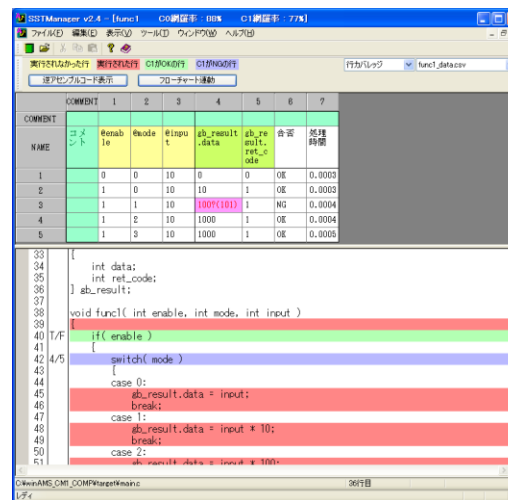 SSTManager v2.4 - [func1 C0網羅率 : 88% C1網羅率 : 77%]
ファイル(F) 編集(E) 表示(V) ツール(T) ウィンドウ(W) ヘルプ(H)
実行されなかった行 実行された行 C1がOKの行 C1がNGの行 行カバレッジ func1_data.csv
逆アセンブルコード表示 フローチャート連動
COMMENT 1 2 3 4 5 6 7
COMMENT
NAME コメント @enable @mode @input gb_result.data gb_result.ret_code 合否 処理時間
1 0 0 10 0 0 OK 0.0003
2 1 0 10 10 1 OK 0.0003
3 1 1 10 100?(101) 1 NG 0.0004
4 1 2 10 1000 1 OK 0.0004
5 1 3 10 1000 1 OK 0.0005
33 {
34 int data;
35 int ret_code;
36 } gb_result;
37
38 void func1( int enable, int mode, int input )
39 {
40 T/F if( enable )
41 {
42 4/5 switch( mode )
43 {
44 case 0:
45 gb_result.data = input;
46 break;
47 case 1:
48 gb_result.data = input * 10;
49 break;
50 case 2:
51 gb_result.data = input * 100;
C:¥winAMS_CM1_COMP¥target¥main.c 36行目
レディ